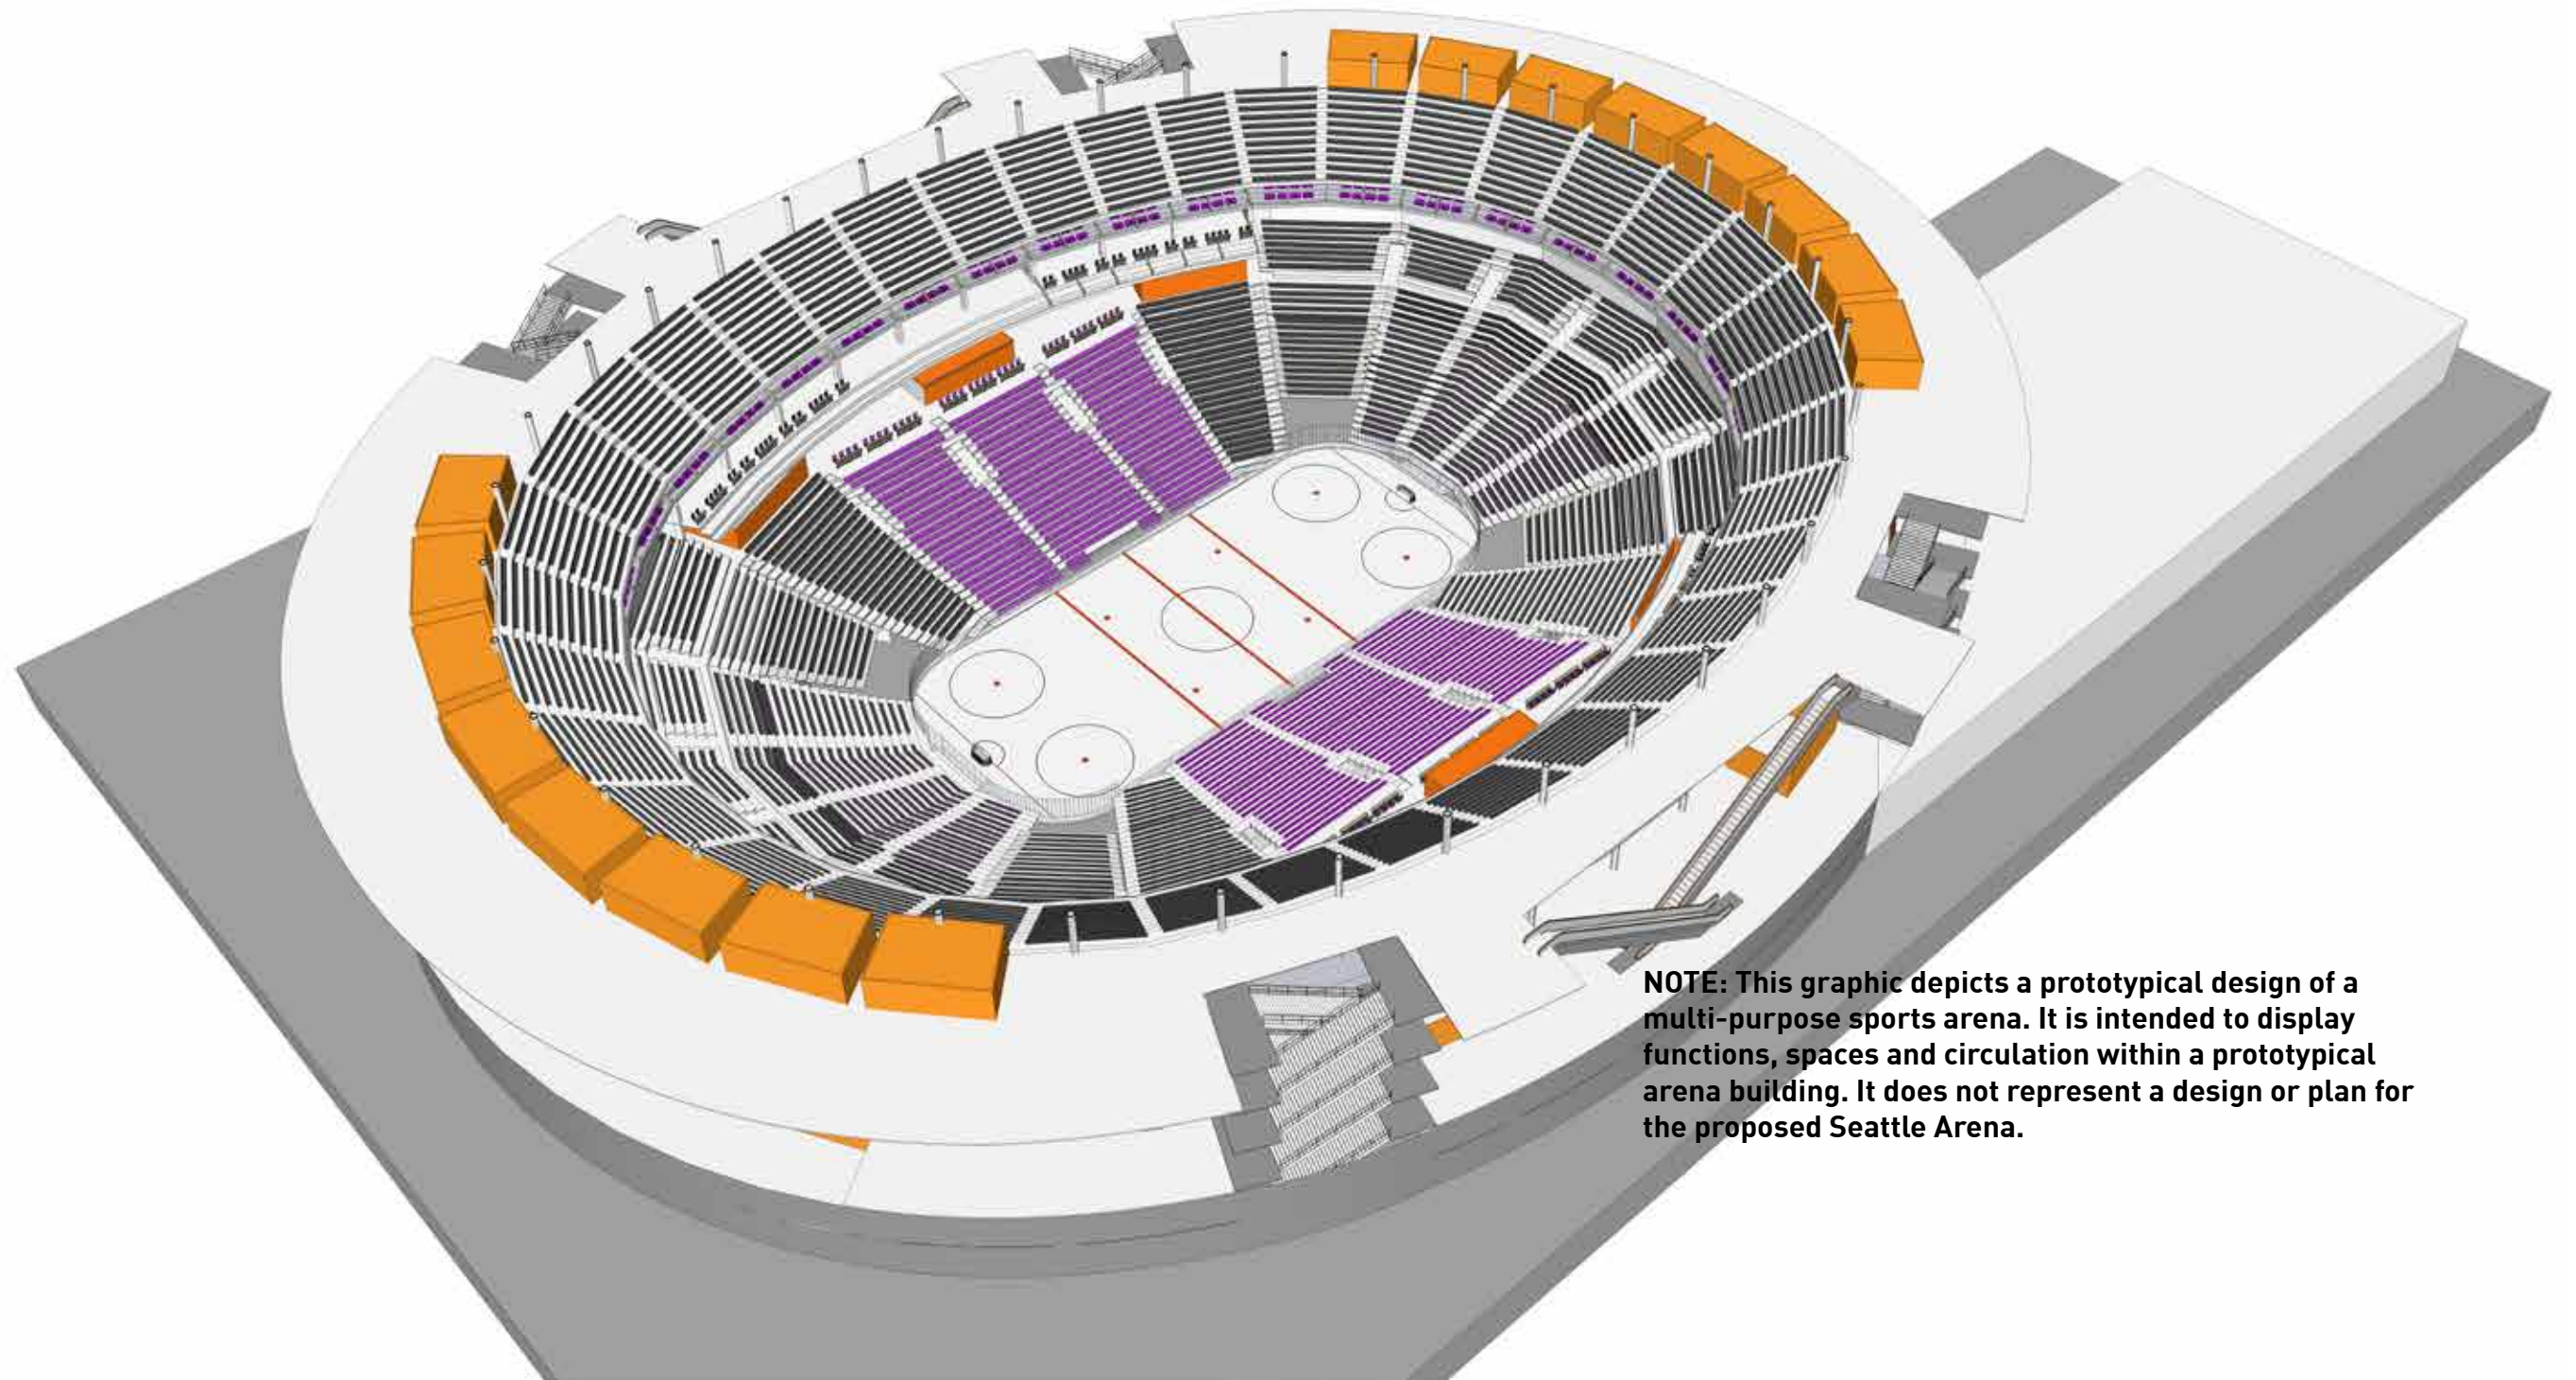 NOTE: This graphic depicts a prototypical design of a
multi-purpose sports arena. It is intended to display
functions, spaces and circulation within a prototypical
arena building. It does not represent a design or plan for
the proposed Seattle Arena.